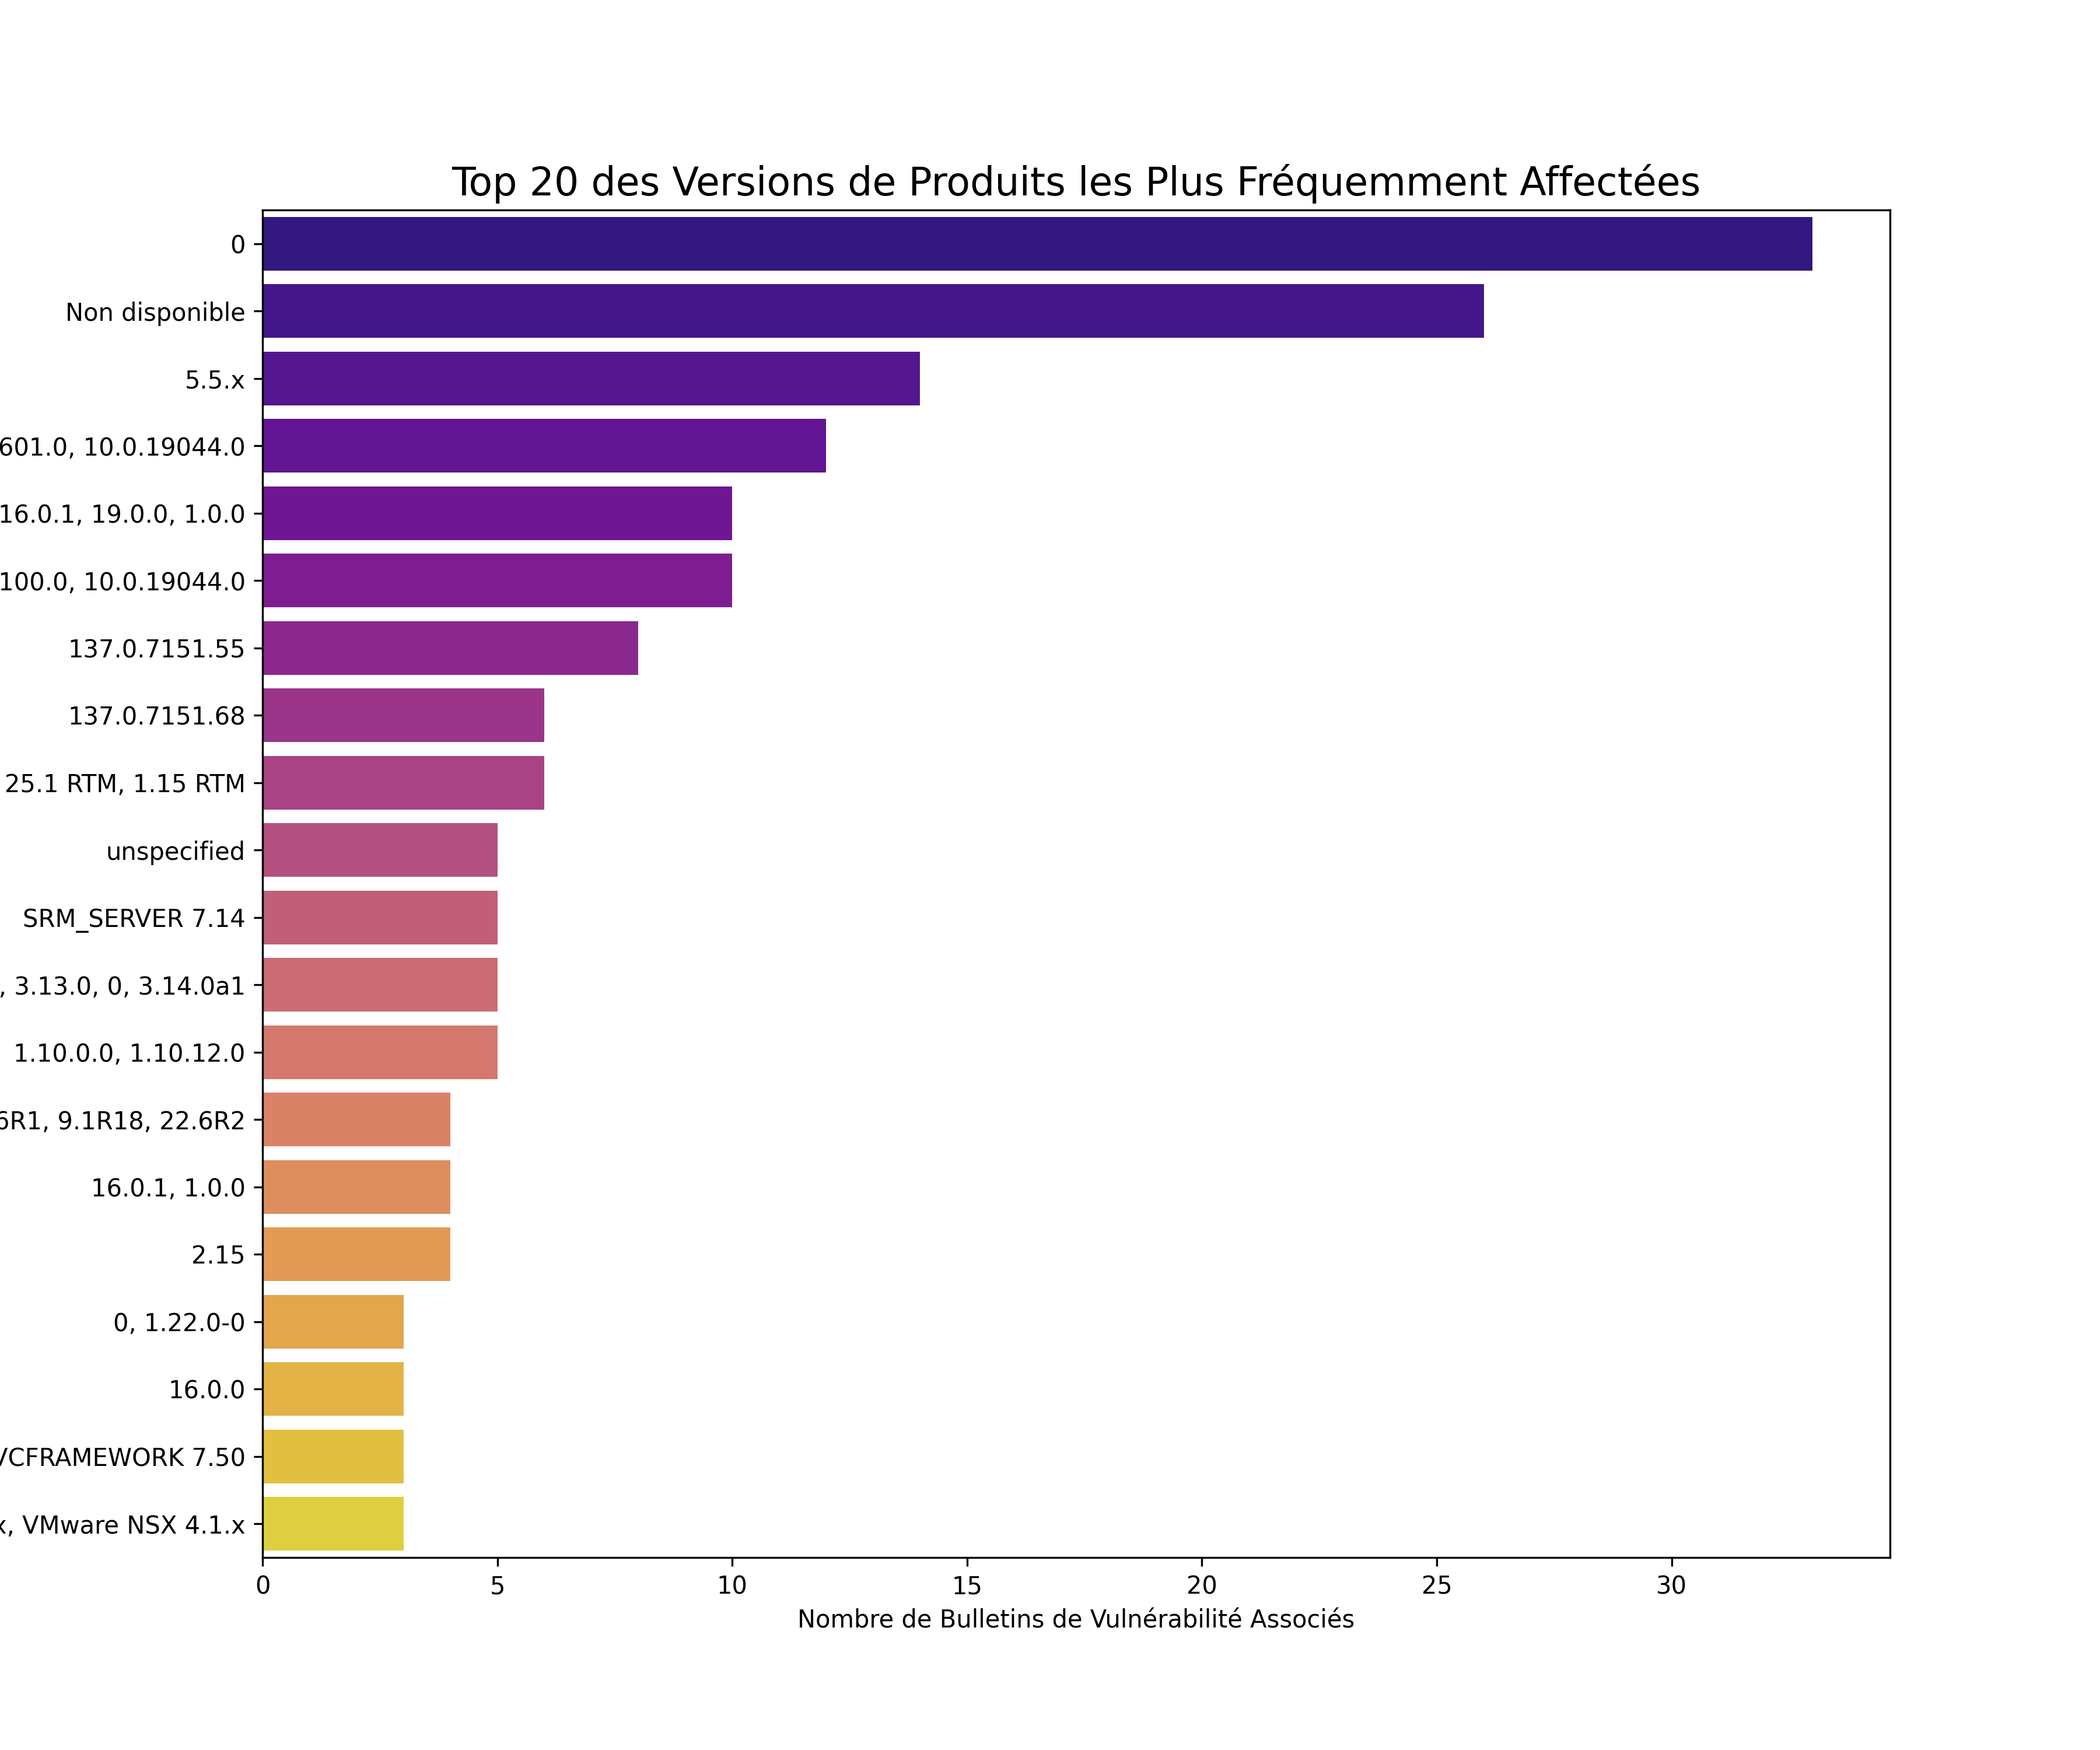 Top 20 des Versions de Produits les Plus Fréquemment Affectées
0
Non disponible
5.5.x
601.0, 10.0.19044.0
16.0.1, 19.0.0, 1.0.0
100.0, 10.0.19044.0
137.0.7151.55
137.0.7151.68
25.1 RTM, 1.15 RTM
unspecified
SRM_SERVER 7.14
, 3.13.0, 0, 3.14.0a1
1.10.0.0, 1.10.12.0
6R1, 9.1R18, 22.6R2
16.0.1, 1.0.0
2.15
0, 1.22.0-0
16.0.0
VCFRAMEWORK 7.50
x, VMware NSX 4.1.x
0 5 10 15 20 25 30
Nombre de Bulletins de Vulnérabilité Associés